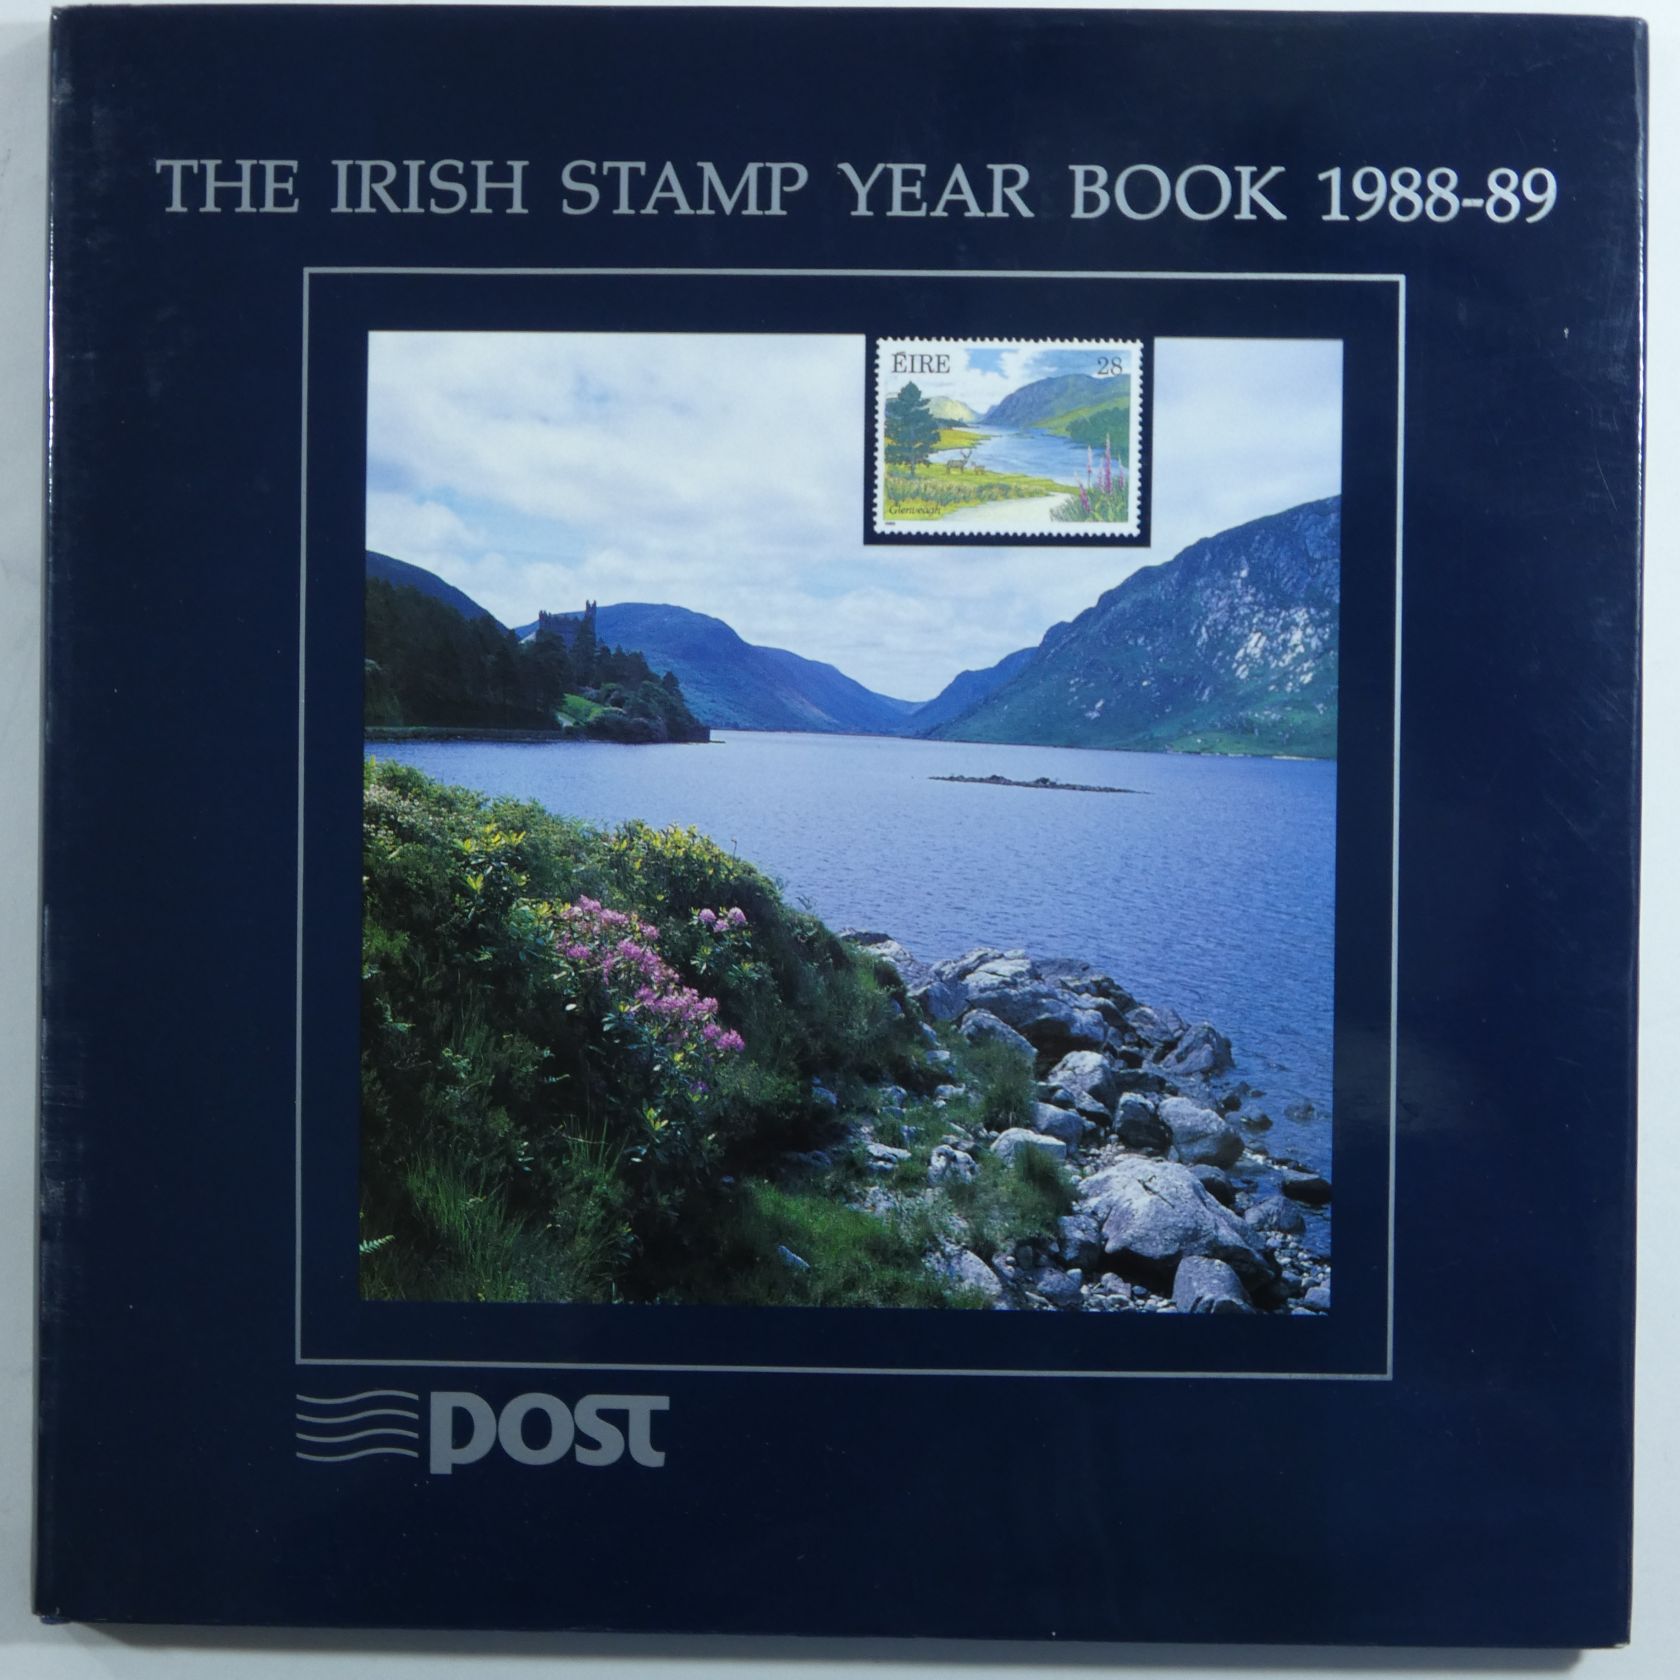 THE IRISH STAMP YEAR BOOK 1988-89
ÉIRE 28
Glenveagh
POST